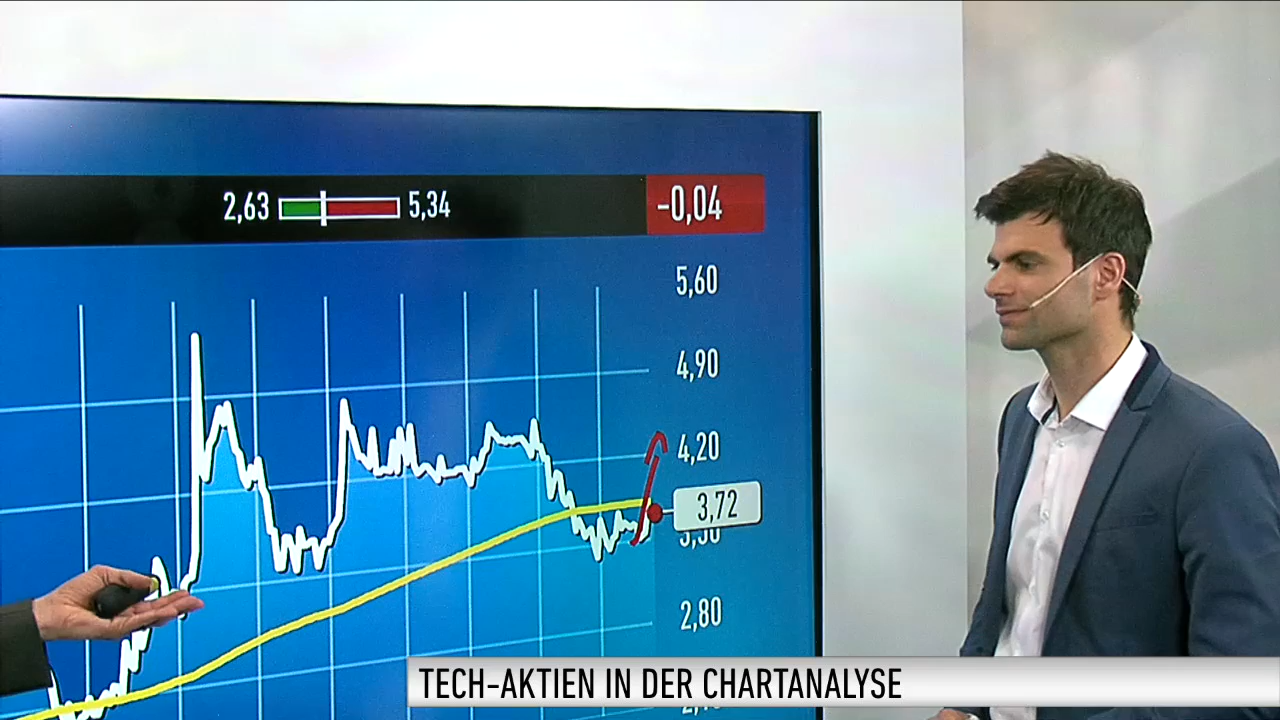 2,63 5,34 -0,04
5,60
4,90
4,20
3,72
2,80
TECH-AKTIEN IN DER CHARTANALYSE